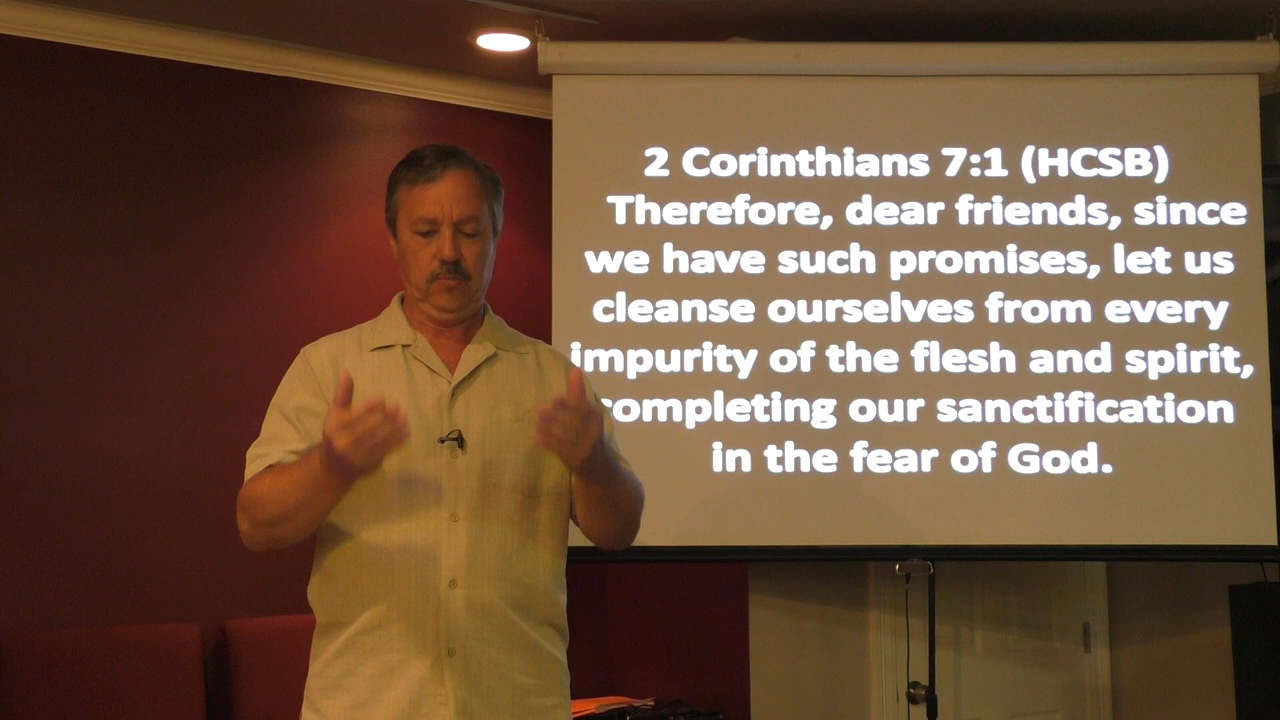 2 Corinthians 7:1 (HCSB)
Therefore, dear friends, since
we have such promises, let us
cleanse ourselves from every
impurity of the flesh and spirit,
completing our sanctification
in the fear of God.